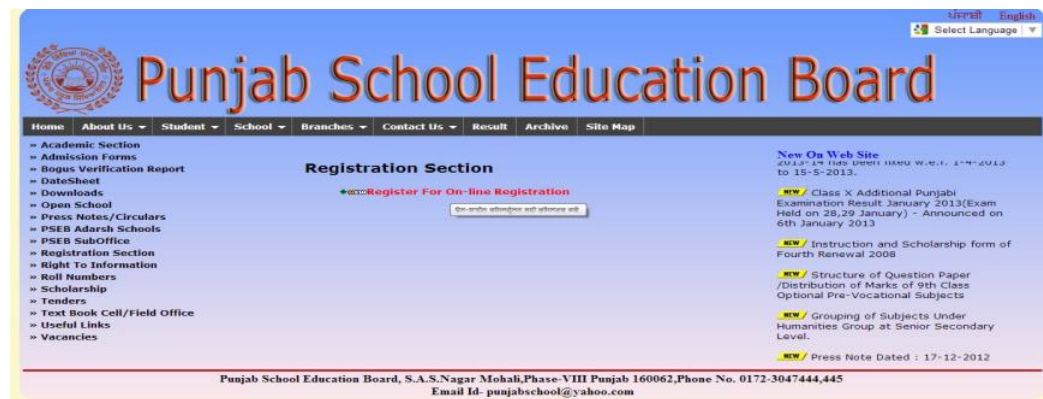 ਪੰਜਾਬੀ English
Select Language
Punjab School Education Board
Home About Us Student School Branches Contact Us Result Archive Site Map
» Academic Section
» Admission Forms
» Bogus Verification Report
» DateSheet
» Downloads
» Open School
» Press Notes/Circulars
» PSEB Adarsh Schools
» PSEB SubOffice
» Registration Section
» Right To Information
» Roll Numbers
» Scholarship
» Tenders
» Text Book Cell/Field Office
» Useful Links
» Vacancies
Registration Section
NEW Register For On-line Registration
New On Web Site
2013-14 has been fixed w.e.f. 1-4-2013
to 15-5-2013.
NEW Class X Additional Punjabi
Examination Result January 2013(Exam
Held on 28,29 January) - Announced on
6th January 2013
NEW Instruction and Scholarship form of
Fourth Renewal 2008
NEW Structure of Question Paper
/Distribution of Marks of 9th Class
Optional Pre-Vocational Subjects
NEW Grouping of Subjects Under
Humanities Group at Senior Secondary
Level.
NEW Press Note Dated : 17-12-2012
Punjab School Education Board, S.A.S.Nagar Mohali,Phase-VIII Punjab 160062,Phone No. 0172-3047444,445
Email Id- punjabschool@yahoo.com